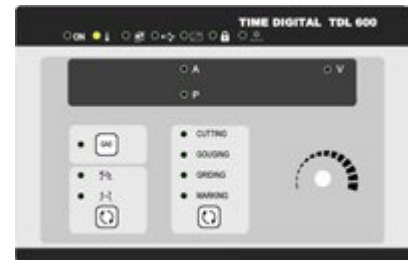 TIME DIGITAL TDL 600
ON
A
V
P
GAS
CUTTING
GOUGING
GRIDING
MARKING